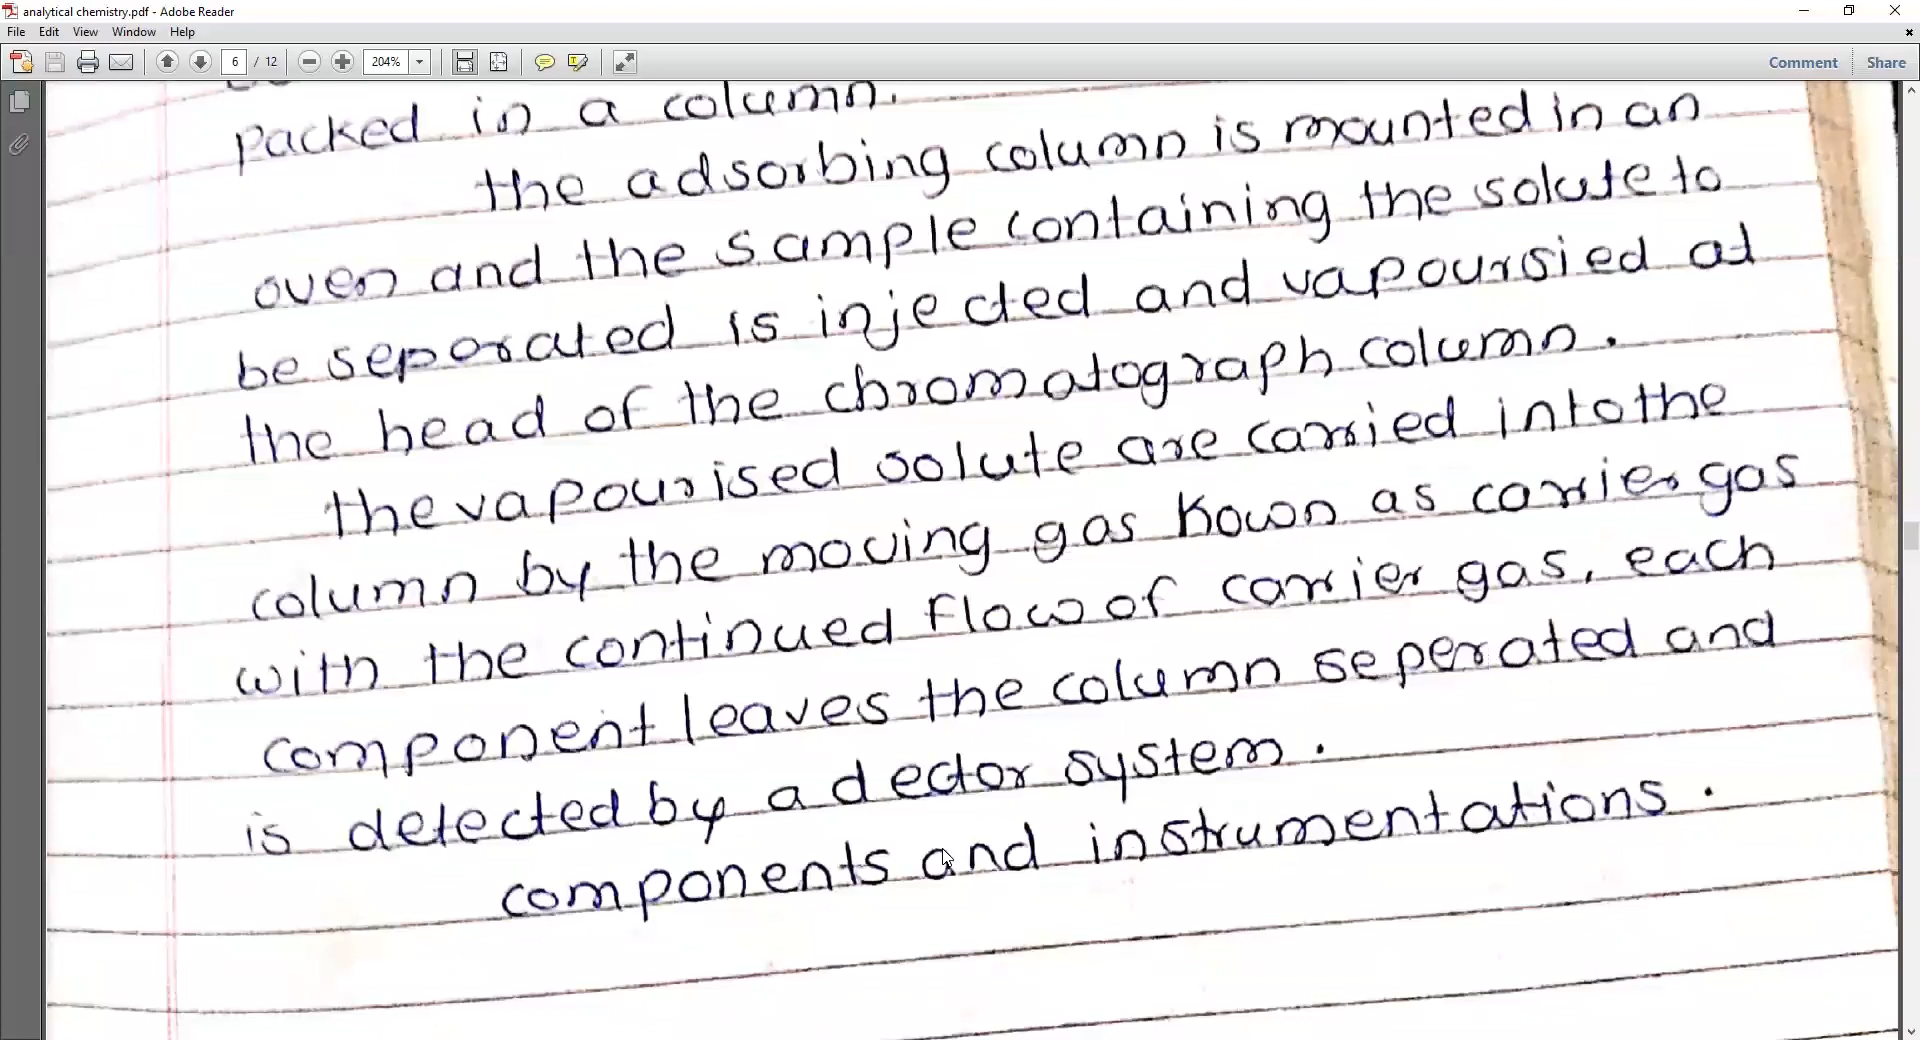 analytical chemistry.pdf - Adobe Reader
File Edit View Window Help
6 / 12 204% Comment Share
packed in a column.
the adsorbing column is mounted in an
oven and the sample containing the solute to
be seperated is injected and vapoursied at
the head of the chromatograph column.
the vapourised solute are carried into the
column by the moving gas Kown as carrier gas
with the continued flow of carrier gas, each
component leaves the column seperated and
is detected by a dector system.
components and instrumentations.